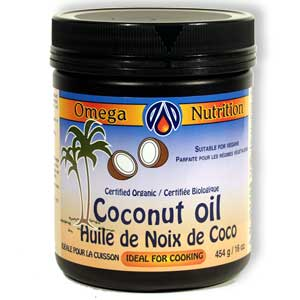 Omega Nutrition
SUITABLE FOR VEGANS
PARFAITE POUR LES RÉGIMES VÉGÉTALIENS
Certified Organic / Certifiée Biologique
Coconut oil
Huile de Noix de Coco
IDÉALE POUR LA CUISSON
IDEAL FOR COOKING
454 g / 16 oz